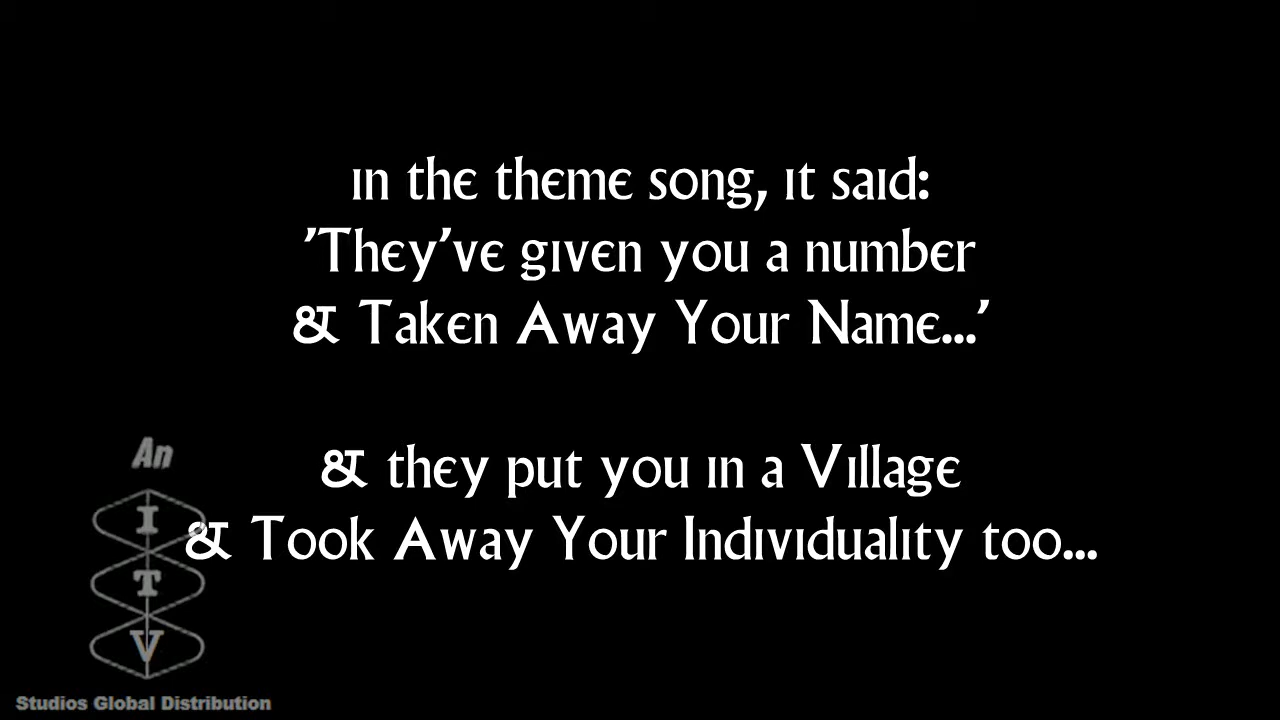 in the theme song, it said:
'They've given you a number
& Taken Away Your Name...'
& they put you in a Village
& Took Away Your Individuality too...
An
I
T
V
Studios Global Distribution